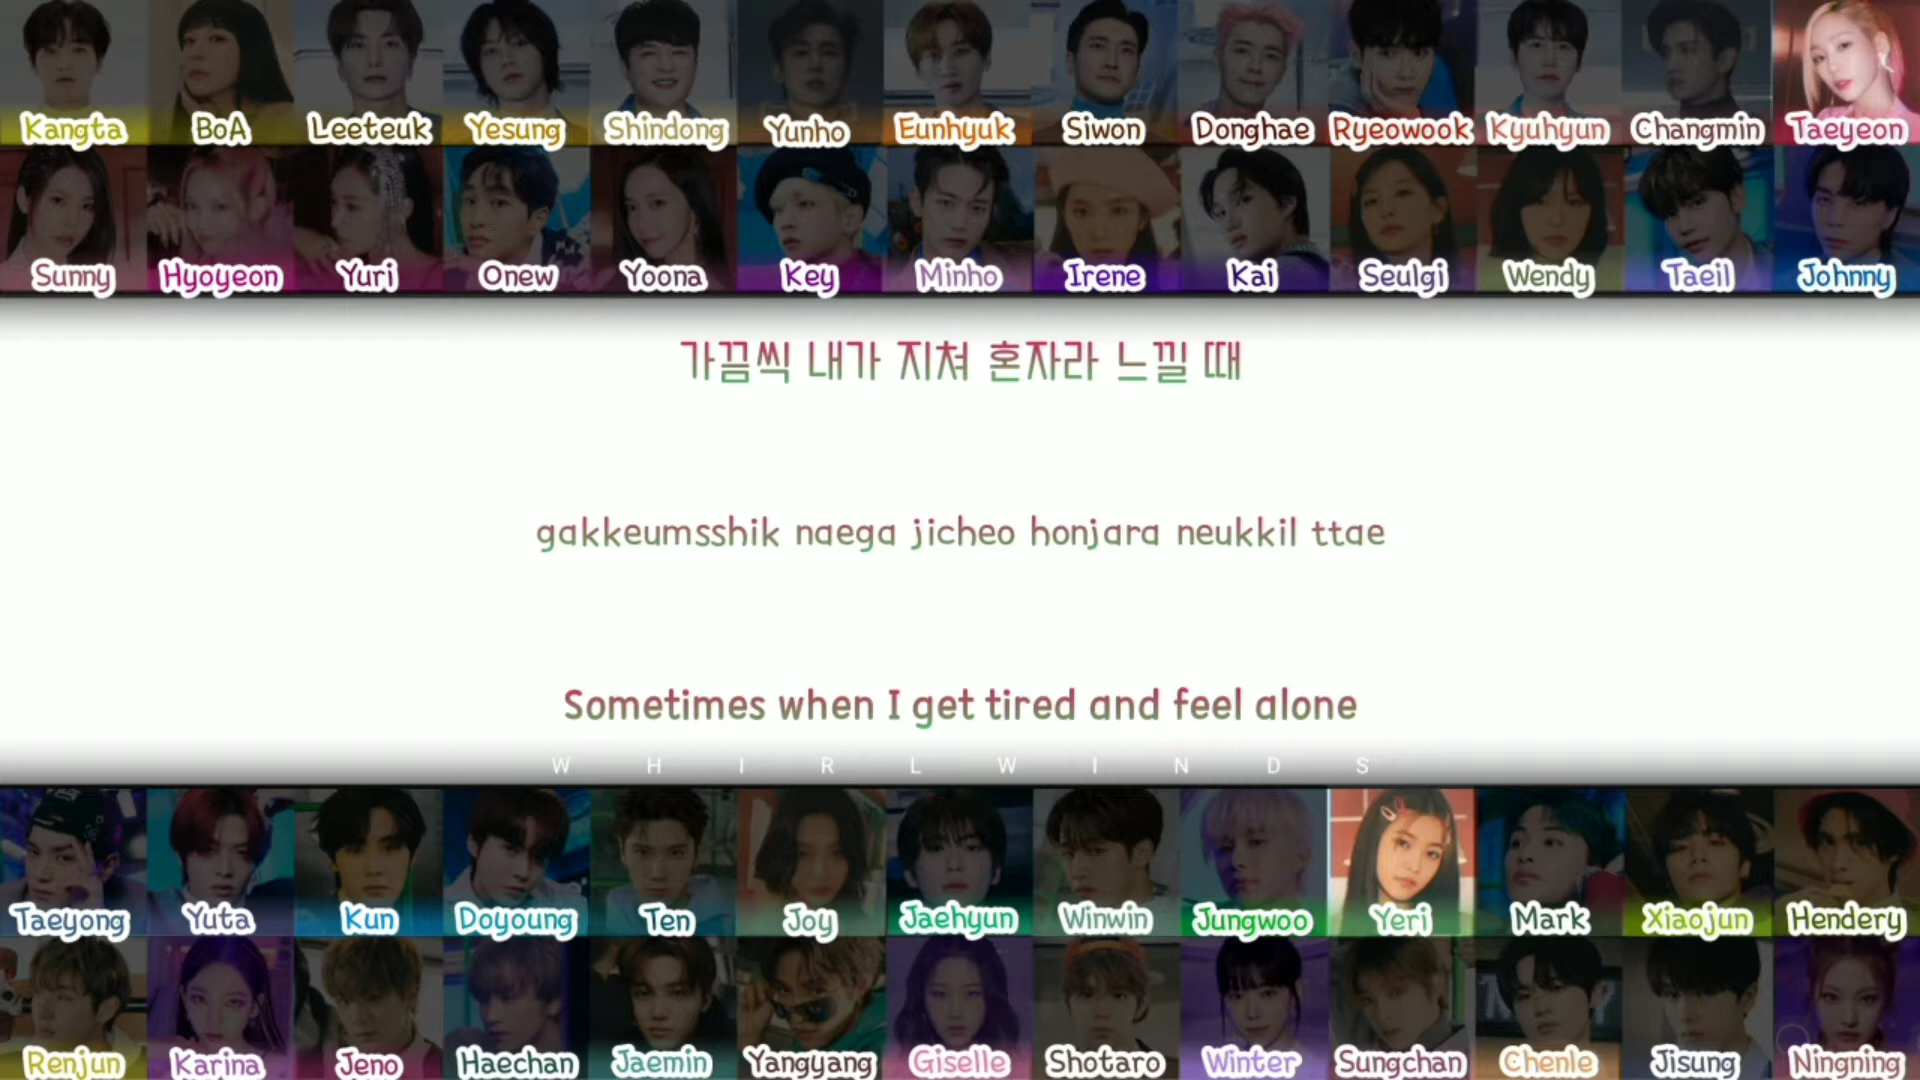 Kangta BoA Leeteuk Yesung Shindong Yunho Eunhyuk Siwon Donghae Ryeowook Kyuhyun Changmin Taeyeon
Sunny Hyoyeon Yuri Onew Yoona Key Minho Irene Kai Seulgi Wendy Taeil Johnny
가끔씩 내가 지쳐 혼자라 느낄 때
gakkeumsshik naega jicheo honjara neukkil ttae
Sometimes when I get tired and feel alone
W H I R L W I N D S
Taeyong Yuta Kun Doyoung Ten Joy Jaehyun Winwin Jungwoo Yeri Mark Xiaojun Hendery
Renjun Karina Jeno Haechan Jaemin Yangyang Giselle Shotaro Winter Sungchan Chenle Jisung Ningning